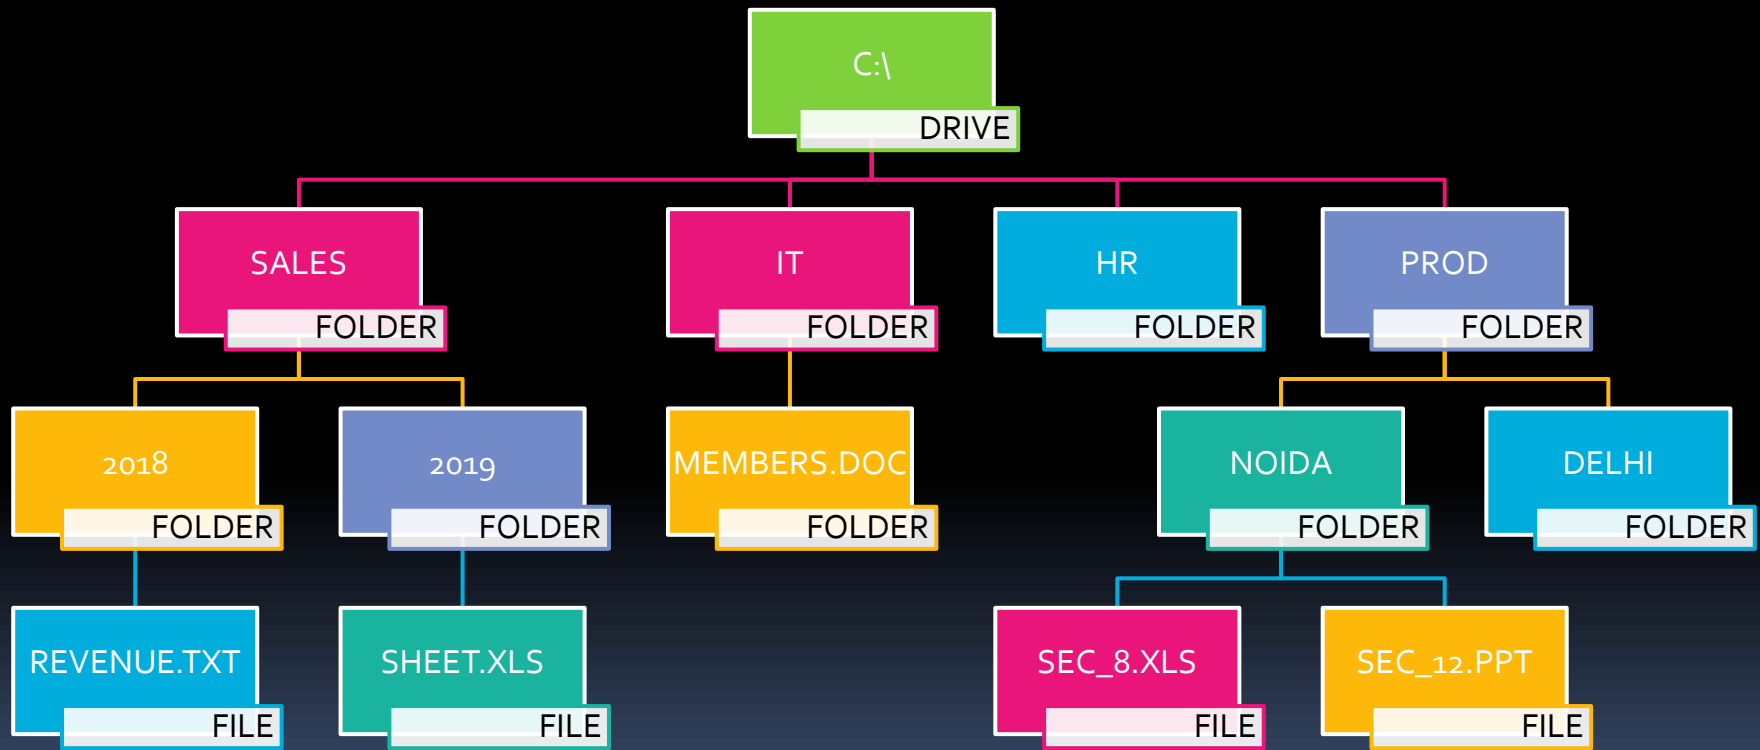 C:\
DRIVE
SALES
FOLDER
IT
FOLDER
HR
FOLDER
PROD
FOLDER
2018
FOLDER
2019
FOLDER
MEMBERS.DOC
FOLDER
NOIDA
FOLDER
DELHI
FOLDER
REVENUE.TXT
FILE
SHEET.XLS
FILE
SEC_8.XLS
FILE
SEC_12.PPT
FILE